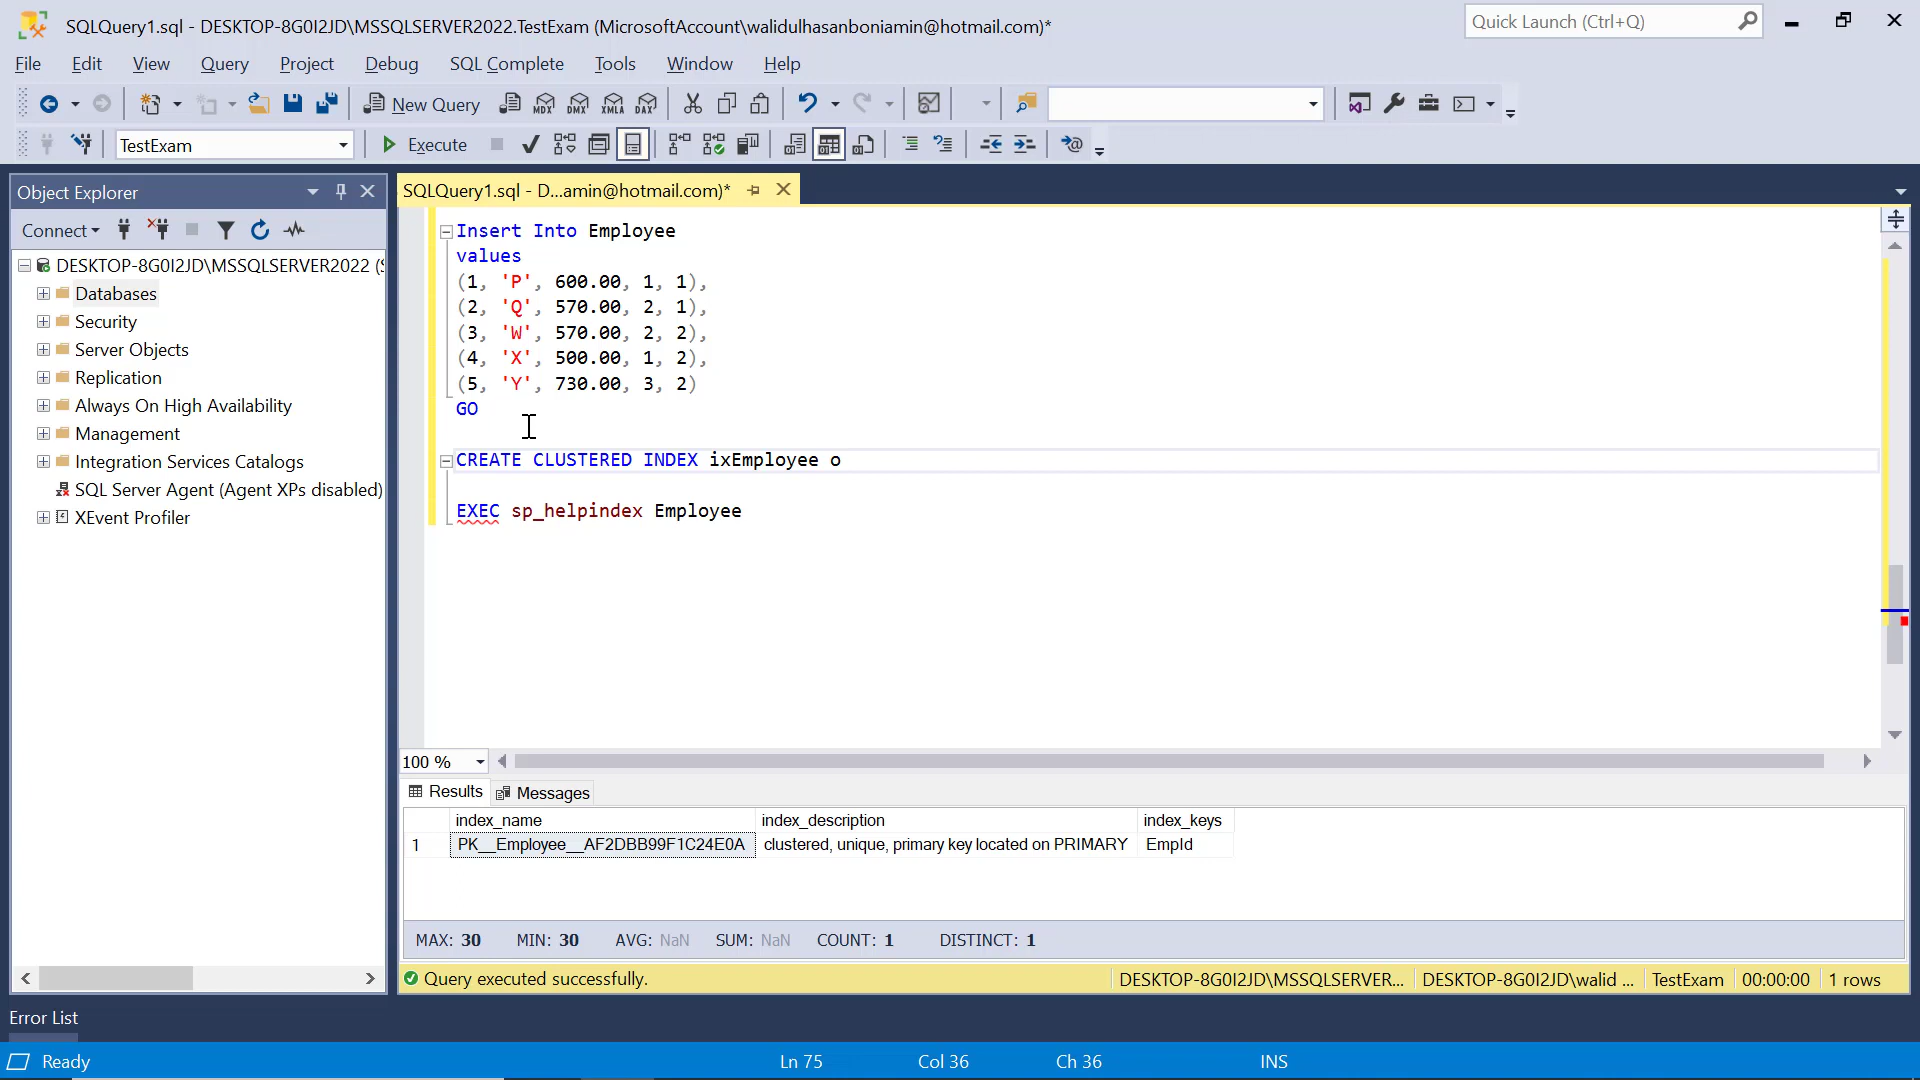 SQLQuery1.sql - DESKTOP-8G0I2JD\MSSQLSERVER2022.TestExam (MicrosoftAccount\walidulhasanboniamin@hotmail.com)*
Quick Launch (Ctrl+Q)
File Edit View Query Project Debug SQL Complete Tools Window Help
New Query MDX DMX XMLA DAX
TestExam
Execute
Object Explorer
SQLQuery1.sql - D...amin@hotmail.com)*
Connect
DESKTOP-8G0I2JD\MSSQLSERVER2022 (S
Databases
Security
Server Objects
Replication
Always On High Availability
Management
Integration Services Catalogs
SQL Server Agent (Agent XPs disabled)
XEvent Profiler
Insert Into Employee
values
(1, 'P', 600.00, 1, 1),
(2, 'Q', 570.00, 2, 1),
(3, 'W', 570.00, 2, 2),
(4, 'X', 500.00, 1, 2),
(5, 'Y', 730.00, 3, 2)
GO
CREATE CLUSTERED INDEX ixEmployee o
EXEC sp_helpindex Employee
100 %
Results Messages
index_name index_description index_keys
1 PK__Employee__AF2DBB99F1C24E0A clustered, unique, primary key located on PRIMARY EmpId
MAX: 30 MIN: 30 AVG: NaN SUM: NaN COUNT: 1 DISTINCT: 1
Query executed successfully. DESKTOP-8G0I2JD\MSSQLSERVER... DESKTOP-8G0I2JD\walid ... TestExam 00:00:00 1 rows
Error List
Ready Ln 75 Col 36 Ch 36 INS